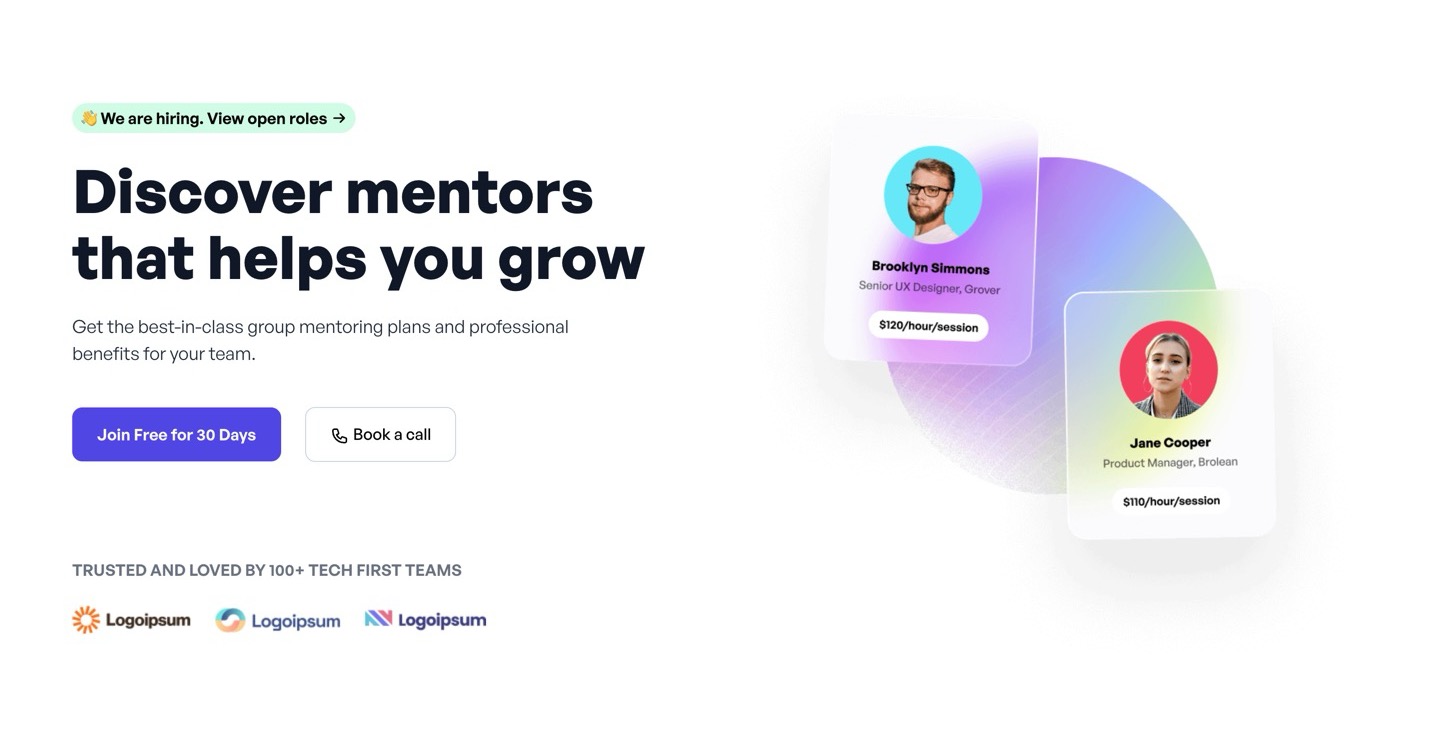 👋 We are hiring. View open roles →
Discover mentors
that helps you grow
Get the best-in-class group mentoring plans and professional
benefits for your team.
Join Free for 30 Days
Book a call
TRUSTED AND LOVED BY 100+ TECH FIRST TEAMS
Logoipsum
Logoipsum
Logoipsum
Brooklyn Simmons
Senior UX Designer, Grover
$120/hour/session
Jane Cooper
Product Manager, Brolean
$110/hour/session